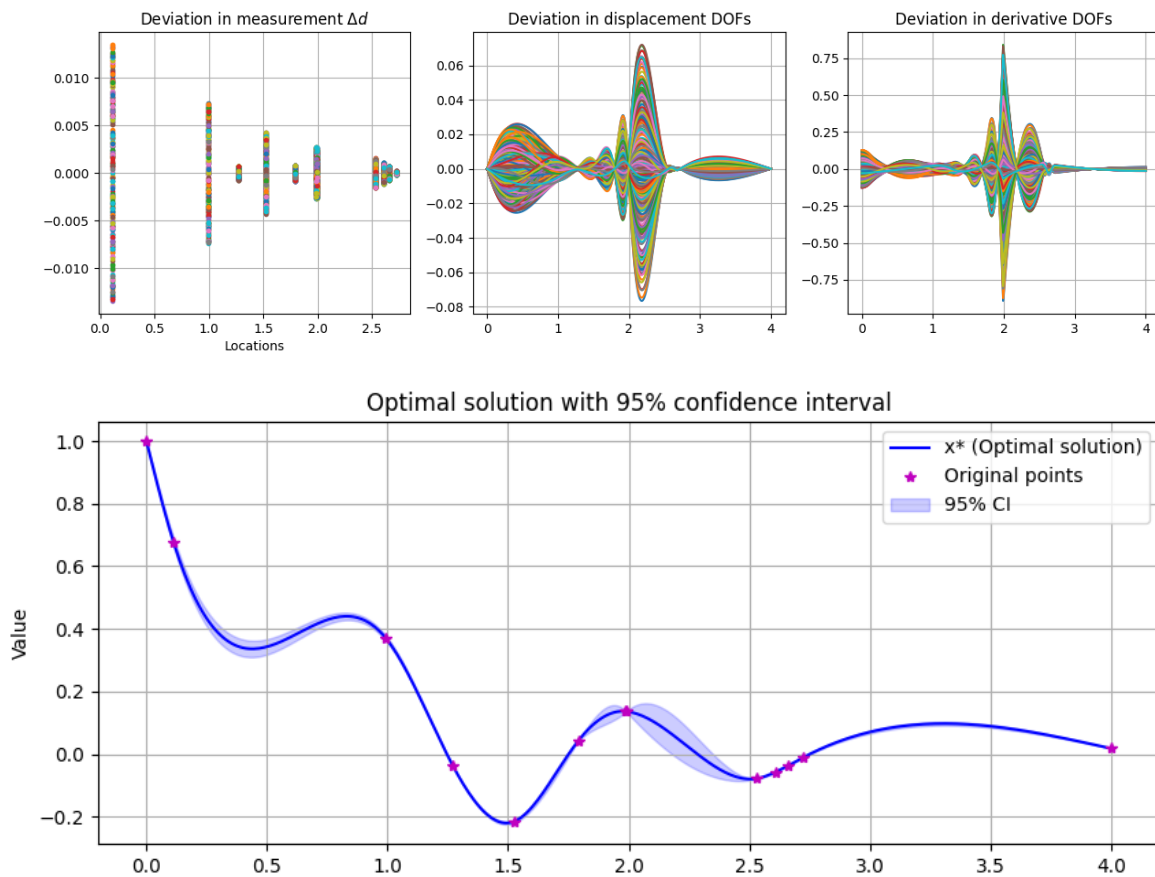 Deviation in measurement Δd
Deviation in displacement DOFs
Deviation in derivative DOFs
0.010
0.005
0.000
−0.005
−0.010
0.0 0.5 1.0 1.5 2.0 2.5
Locations
0.06
0.04
0.02
0.00
−0.02
−0.04
−0.06
−0.08
0 1 2 3 4
0.75
0.50
0.25
0.00
−0.25
−0.50
−0.75
0 1 2 3 4
Optimal solution with 95% confidence interval
x* (Optimal solution)
Original points
95% CI
Value
1.0
0.8
0.6
0.4
0.2
0.0
−0.2
0.0 0.5 1.0 1.5 2.0 2.5 3.0 3.5 4.0